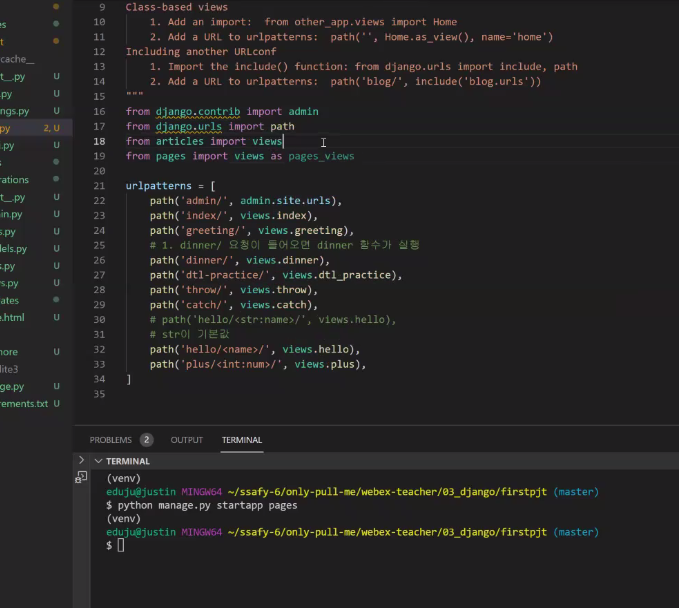 es
t
cache__
t__.py U
.py U
ngs.py U
py 2, U
i.py U
s
rations
t__.py U
in.py U
s.py U
dels.py U
s.py U
ws.py U
ates
e.html U
nore U
lite3
ge.py U
rements.txt U
9 Class-based views
10 1. Add an import: from other_app.views import Home
11 2. Add a URL to urlpatterns: path('', Home.as_view(), name='home')
12 Including another URLconf
13 1. Import the include() function: from django.urls import include, path
14 2. Add a URL to urlpatterns: path('blog/', include('blog.urls'))
15 """
16 from django.contrib import admin
17 from django.urls import path
18 from articles import views
19 from pages import views as pages_views
20
21 urlpatterns = [
22 path('admin/', admin.site.urls),
23 path('index/', views.index),
24 path('greeting/', views.greeting),
25 # 1. dinner/ 요청이 들어오면 dinner 함수가 실행
26 path('dinner/', views.dinner),
27 path('dtl-practice/', views.dtl_practice),
28 path('throw/', views.throw),
29 path('catch/', views.catch),
30 # path('hello/<str:name>/', views.hello),
31 # str이 기본값
32 path('hello/<name>/', views.hello),
33 path('plus/<int:num>/', views.plus),
34 ]
35
PROBLEMS 2 OUTPUT TERMINAL
TERMINAL
(venv)
eduju@justin MINGW64 ~/ssafy-6/only-pull-me/webex-teacher/03_django/firstpjt (master)
$ python manage.py startapp pages
(venv)
eduju@justin MINGW64 ~/ssafy-6/only-pull-me/webex-teacher/03_django/firstpjt (master)
$